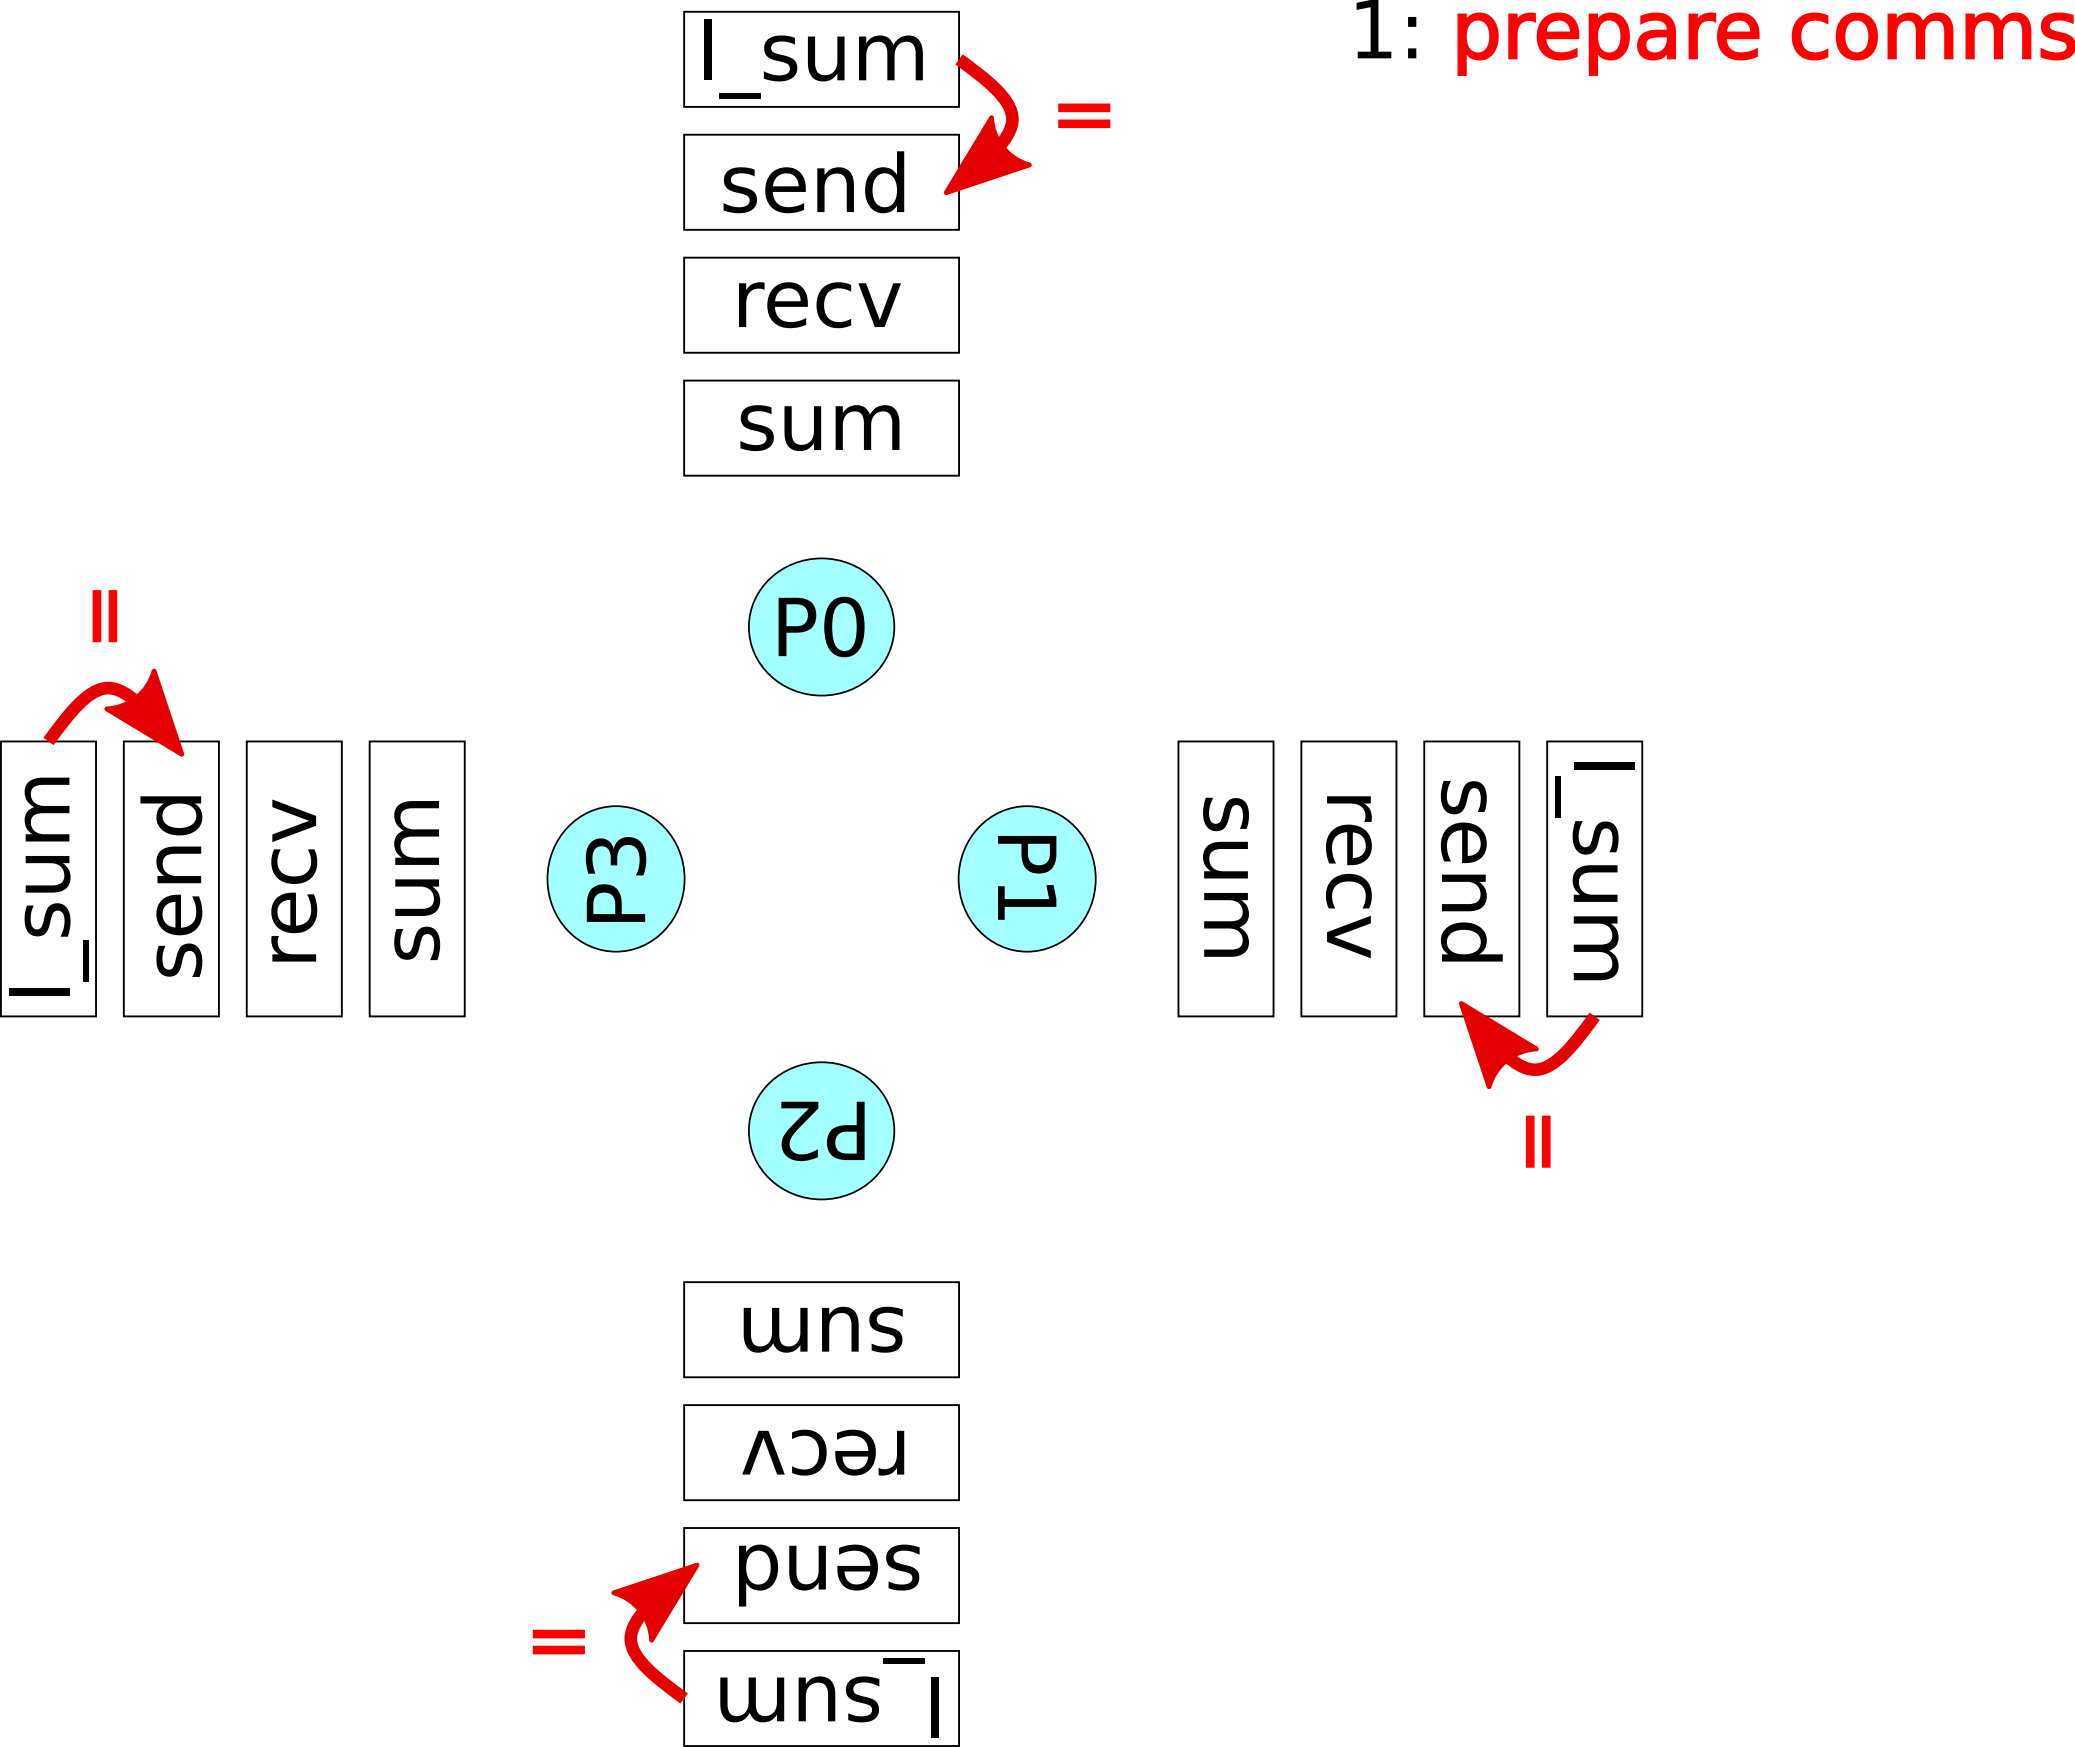 1: prepare comms
l_sum
=
send
recv
sum
P0
=
l_sum
send
recv
sum
P3
P1
sum
recv
send
l_sum
=
P2
sum
recv
send
=
l_sum